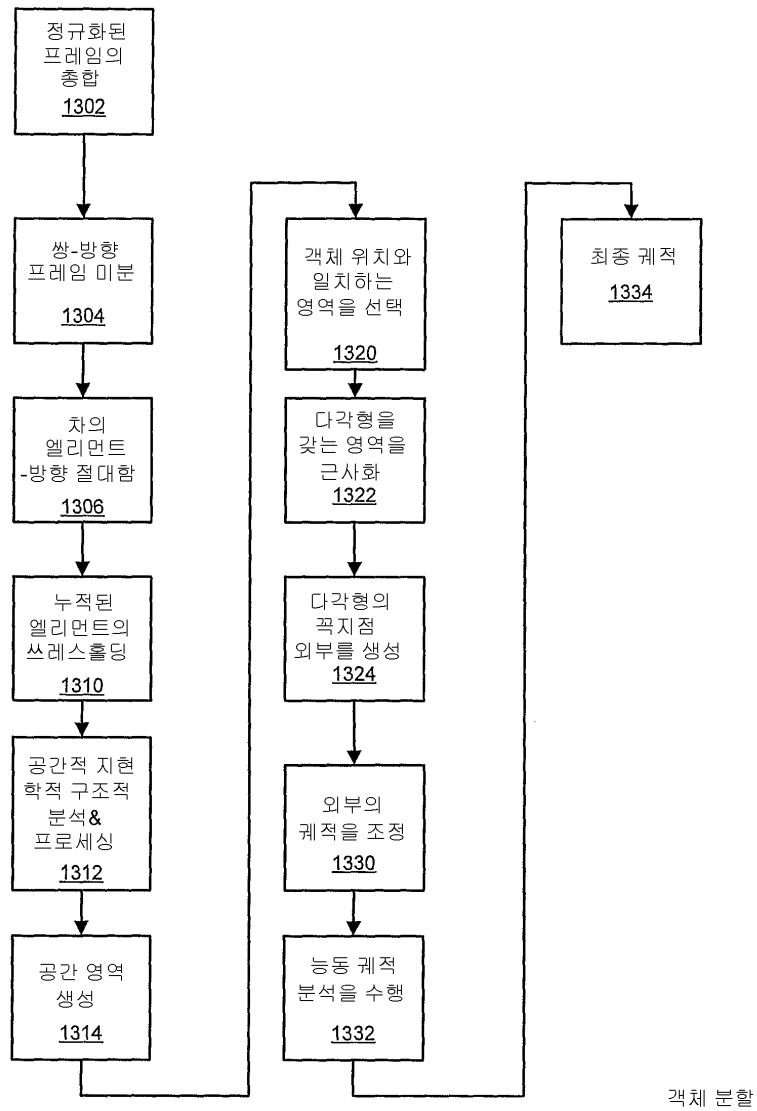 정규화된
프레임의
총합
1302
쌍-방향
프레임 미분
1304
차의
엘리먼트
-방향 절대함
1306
누적된
엘리먼트의
쓰레스홀딩
1310
공간적 지현
학적 구조적
분석&
프로세싱
1312
공간 영역
생성
1314
객체 위치와
일치하는
영역을 선택
1320
다각형을
갖는 영역을
근사화
1322
다각형의
꼭지점
외부를 생성
1324
외부의
궤적을 조정
1330
능동 궤적
분석을 수행
1332
최종 궤적
1334
객체 분할